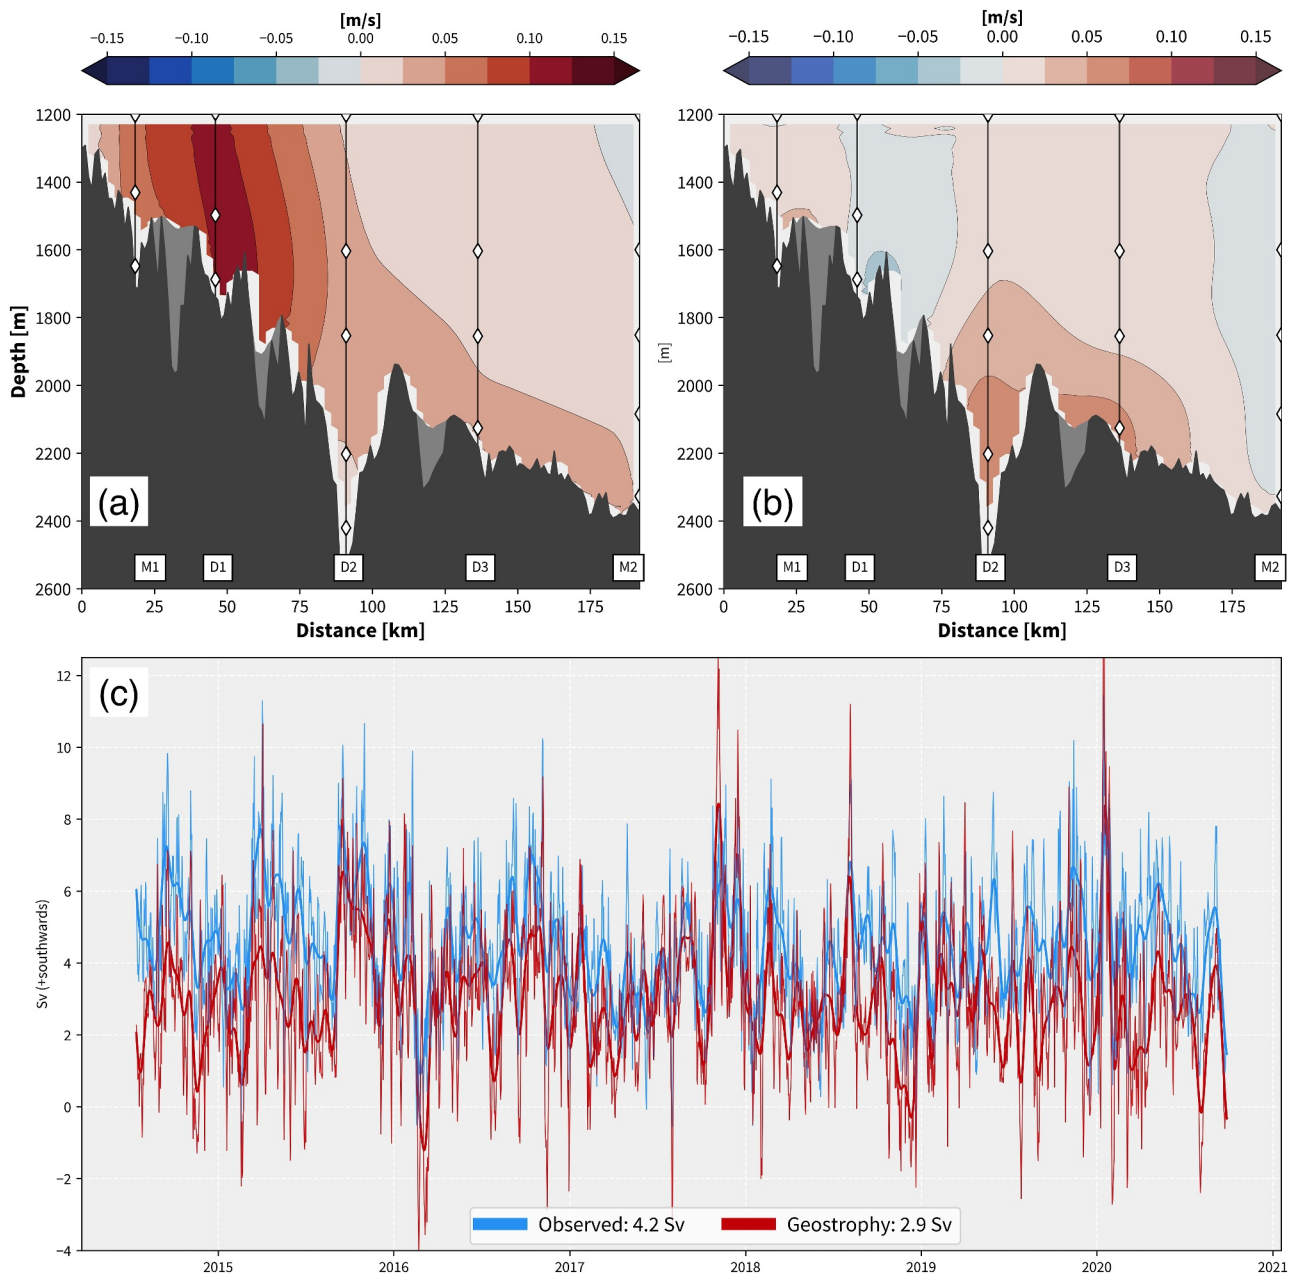 [m/s]
−0.15 −0.10 −0.05 0.00 0.05 0.10 0.15
[m/s]
−0.15 −0.10 −0.05 0.00 0.05 0.10 0.15
Depth [m]
1200
1400
1600
1800
2000
2200
2400
2600
(a)
M1 D1 D2 D3 M2
0 25 50 75 100 125 150 175
Distance [km]
[m]
1200
1400
1600
1800
2000
2200
2400
2600
(b)
M1 D1 D2 D3 M2
0 25 50 75 100 125 150 175
Distance [km]
(c)
Sv (+southwards)
12
10
8
6
4
2
0
−2
−4
Observed: 4.2 Sv
Geostrophy: 2.9 Sv
2015 2016 2017 2018 2019 2020 2021